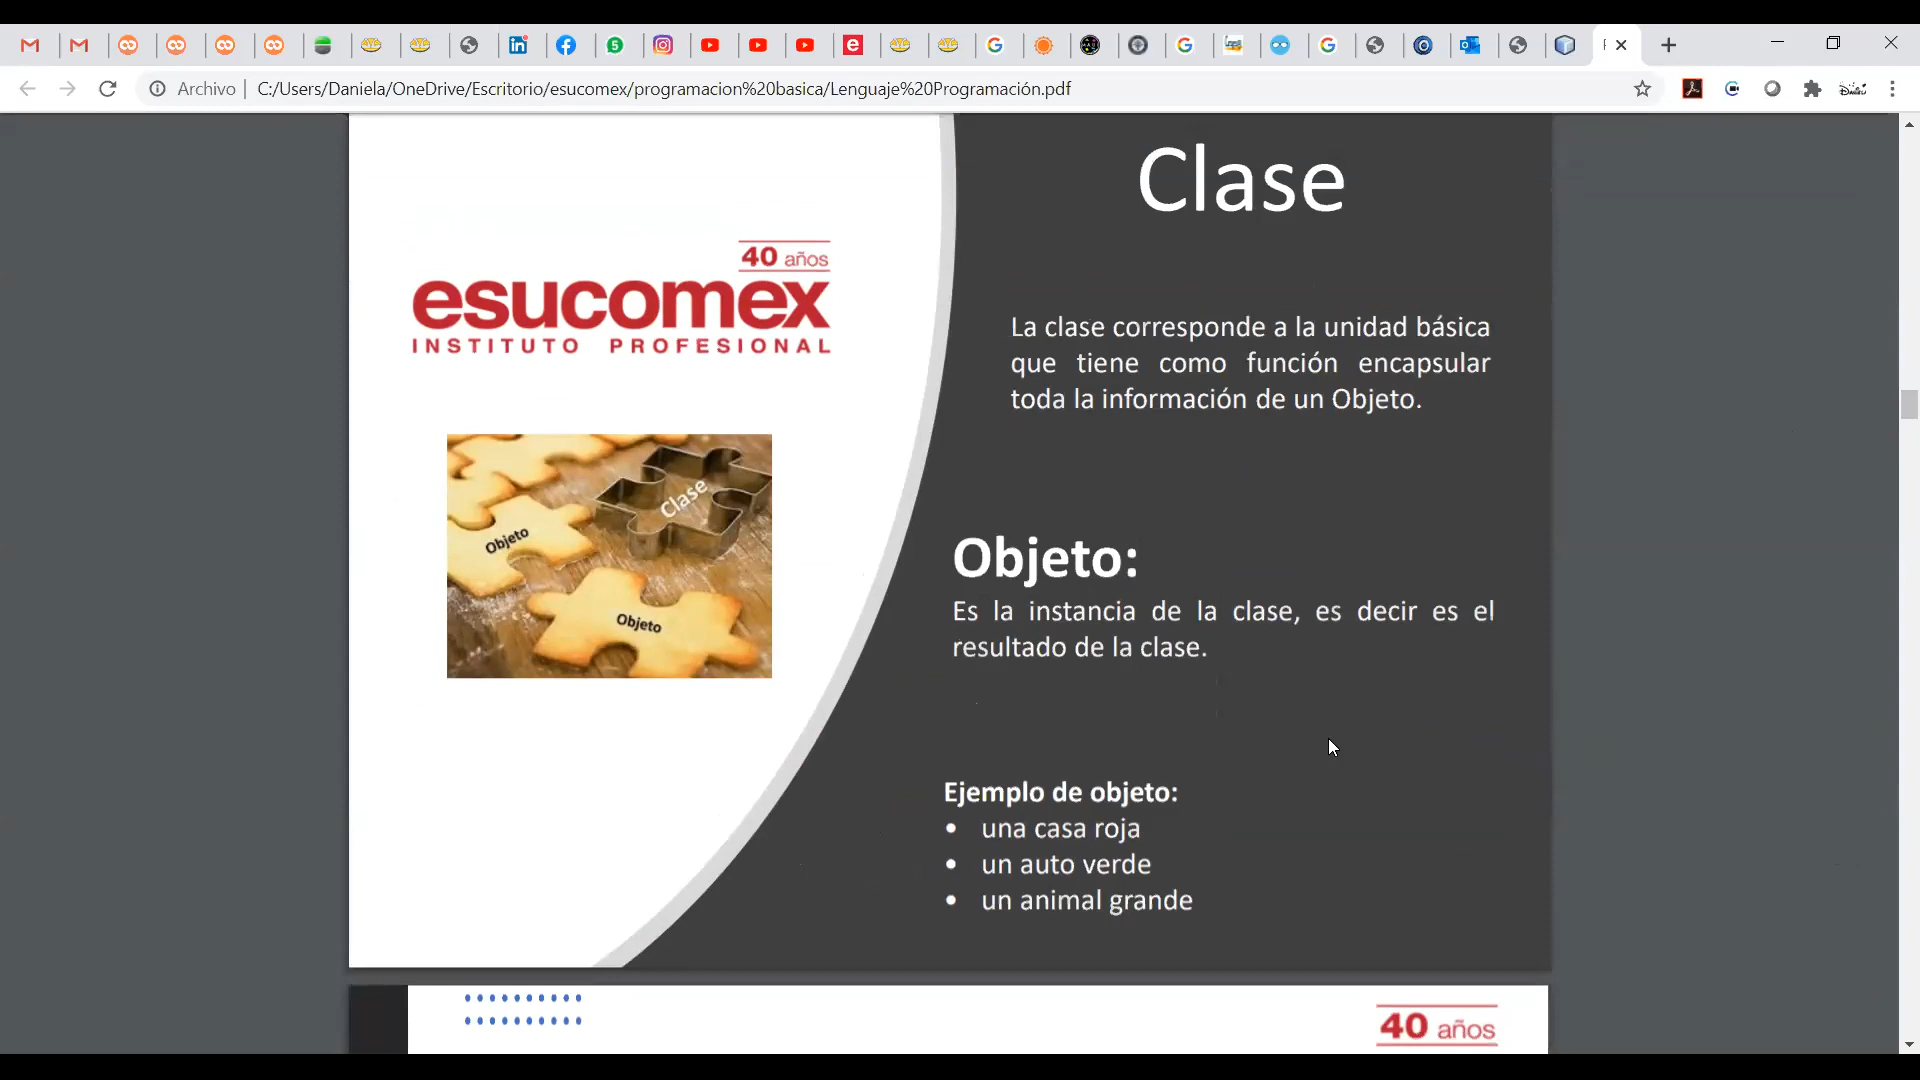 Archivo
C:/Users/Daniela/OneDrive/Escritorio/esucomex/programacion%20basica/Lenguaje%20Programación.pdf
Clase
40 años
esucomex
INSTITUTO PROFESIONAL
La clase corresponde a la unidad básica
que tiene como función encapsular
toda la información de un Objeto.
Clase
Objeto
Objeto
Objeto:
Es la instancia de la clase, es decir es el
resultado de la clase.
Ejemplo de objeto:
• una casa roja
• un auto verde
• un animal grande
40 años